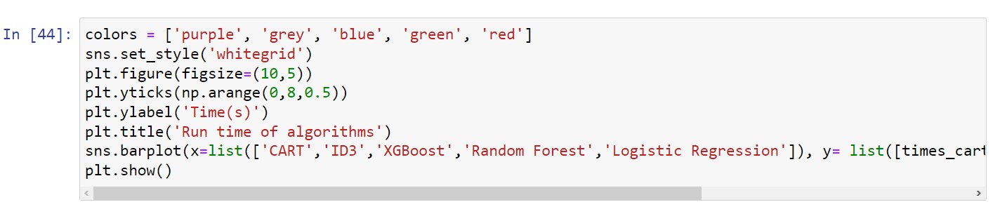 In [44]: colors = ['purple', 'grey', 'blue', 'green', 'red']
sns.set_style('whitegrid')
plt.figure(figsize=(10,5))
plt.yticks(np.arange(0,8,0.5))
plt.ylabel('Time(s)')
plt.title('Run time of algorithms')
sns.barplot(x=list(['CART','ID3','XGBoost','Random Forest','Logistic Regression']), y= list([times_cart
plt.show()